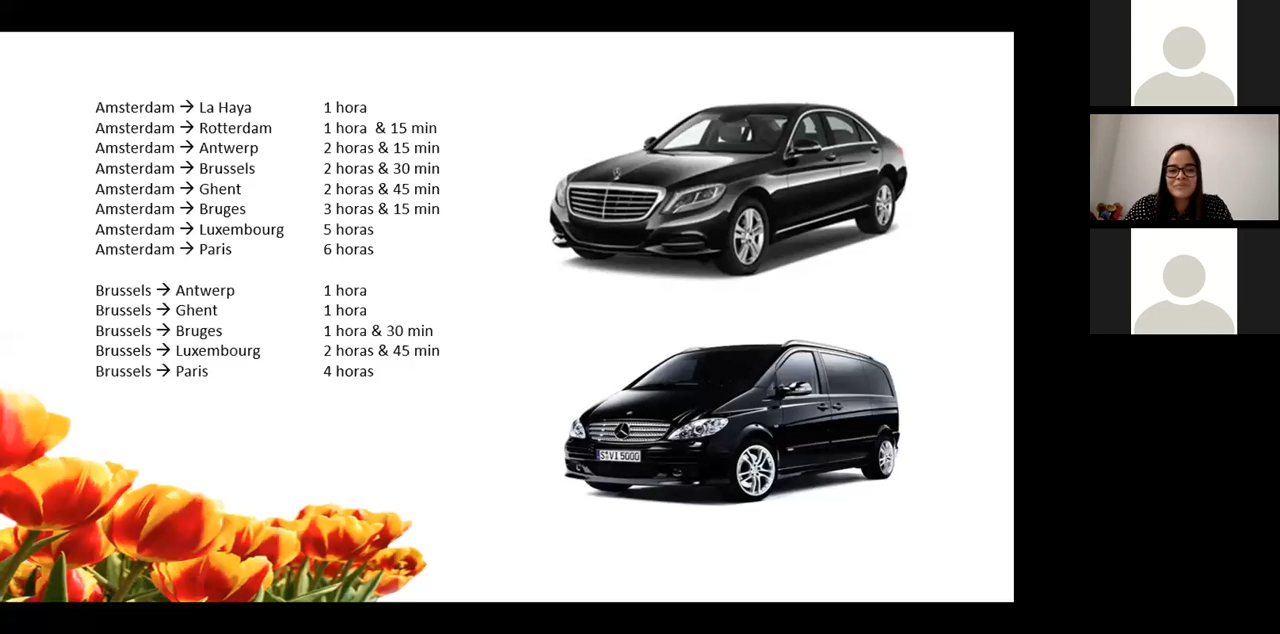 Amsterdam → La Haya 1 hora
Amsterdam → Rotterdam 1 hora & 15 min
Amsterdam → Antwerp 2 horas & 15 min
Amsterdam → Brussels 2 horas & 30 min
Amsterdam → Ghent 2 horas & 45 min
Amsterdam → Bruges 3 horas & 15 min
Amsterdam → Luxembourg 5 horas
Amsterdam → Paris 6 horas
Brussels → Antwerp 1 hora
Brussels → Ghent 1 hora
Brussels → Bruges 1 hora & 30 min
Brussels → Luxembourg 2 horas & 45 min
Brussels → Paris 4 horas
S VI 5000